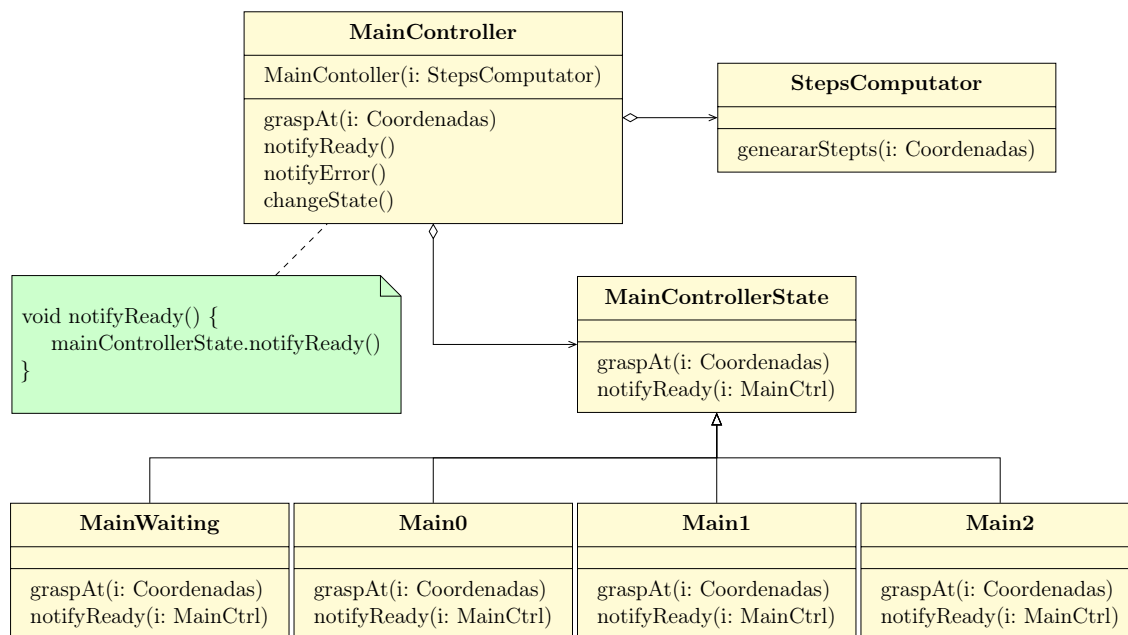 MainController
MainContoller(i: StepsComputator)
graspAt(i: Coordenadas)
notifyReady()
notifyError()
changeState()
StepsComputator
geneararStepts(i: Coordenadas)
void notifyReady() {
mainControllerState.notifyReady()
}
MainControllerState
graspAt(i: Coordenadas)
notifyReady(i: MainCtrl)
MainWaiting
graspAt(i: Coordenadas)
notifyReady(i: MainCtrl)
Main0
graspAt(i: Coordenadas)
notifyReady(i: MainCtrl)
Main1
graspAt(i: Coordenadas)
notifyReady(i: MainCtrl)
Main2
graspAt(i: Coordenadas)
notifyReady(i: MainCtrl)